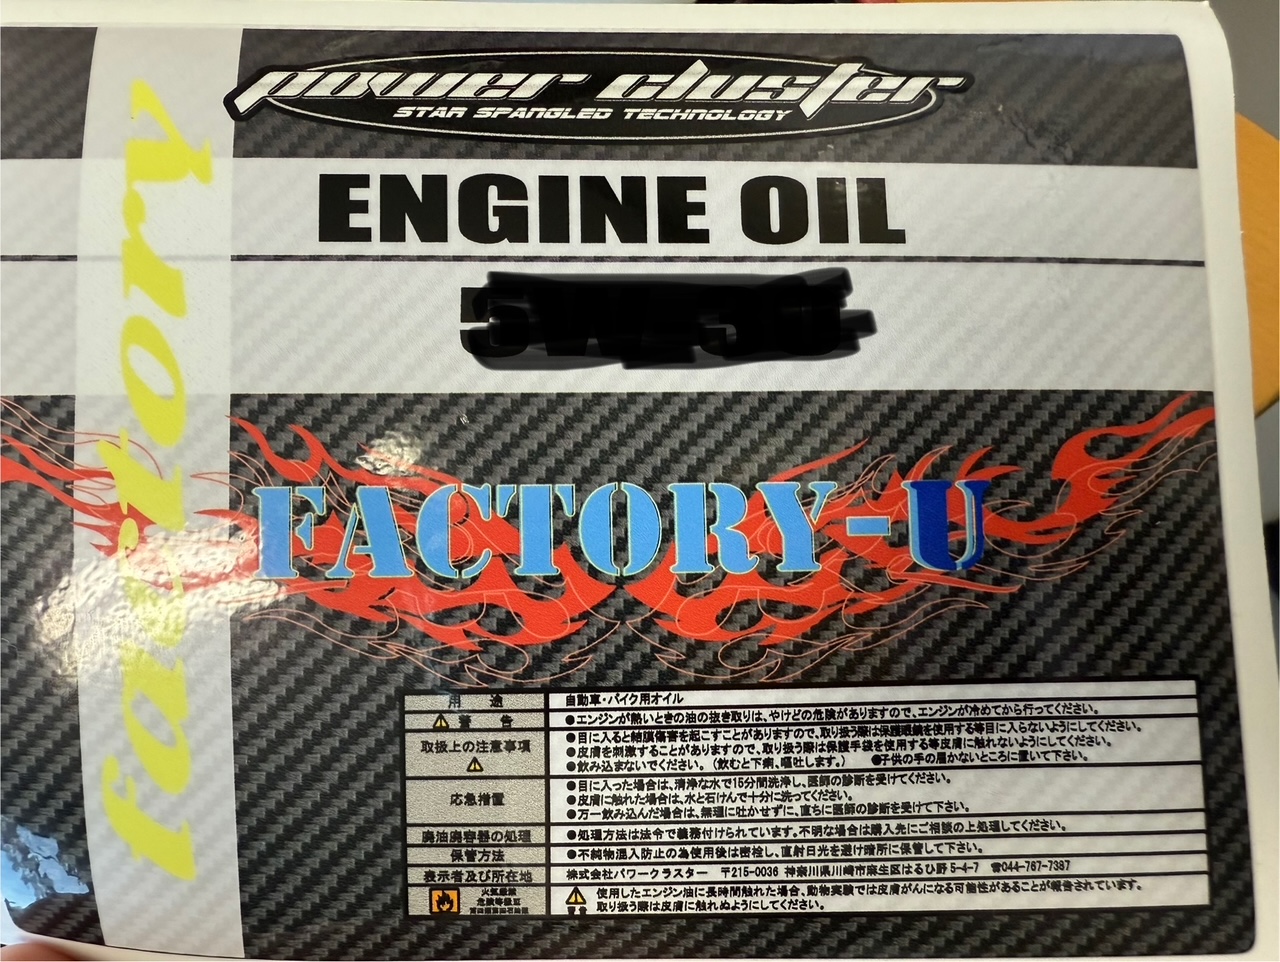 power cluster
STAR SPANGLED TECHNOLOGY
ENGINE OIL
factory
FACTORY-U
用 途
自動車・バイク用オイル
警 告
●エンジンが熱いときの油の抜き取りは、やけどの危険がありますので、エンジンが冷めてから行ってください。
取扱上の注意事項
●目に入ると結膜傷害を起こすことがありますので、取り扱う際は保護眼鏡を使用する等目に入らないようにしてください。
●皮膚を刺激することがありますので、取り扱う際は保護手袋を使用する等皮膚に触れないようにしてください。
●飲み込まないでください。（飲むと下痢、嘔吐します。） ●子供の手の届かないところに置いて下さい。
応急措置
●目に入った場合は、清浄な水で15分間洗浄し、医師の診断を受けてください。
●皮膚に触れた場合は、水と石けんで十分に洗ってください。
●万一飲み込んだ場合は、無理に吐かせずに、直ちに医師の診断を受けて下さい。
廃油廃容器の処理
●処理方法は法令で義務付けられています。不明な場合は購入先にご相談の上処理してください。
保管方法
●不純物混入防止の為使用後は密栓し、直射日光を避け暗所に保管して下さい。
表示者及び所在地
株式会社パワークラスター 〒215-0036 神奈川県川崎市麻生区はるひ野5-4-7 ☎044-767-7387
火気厳禁
危険等級Ⅲ
使用したエンジン油に長時間触れた場合、動物実験では皮膚がんになる可能性があることが報告されています。
取り扱う際は皮膚に触れぬようにしてください。